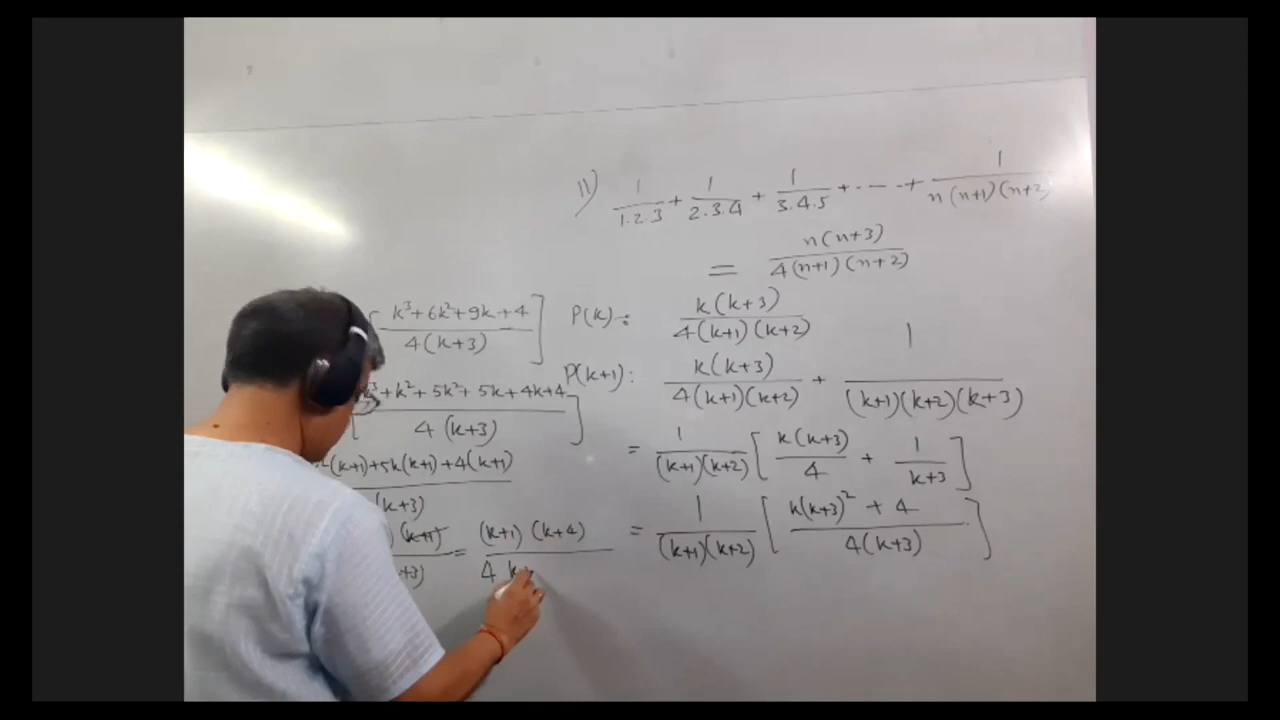 11) 1/1.2.3 + 1/2.3.4 + 1/3.4.5 + .... + 1/n(n+1)(n+2)
= n(n+3)/4(n+1)(n+2)
P(k): k(k+3)/4(k+1)(k+2)
P(k+1): k(k+3)/4(k+1)(k+2) + 1/(k+1)(k+2)(k+3)
= 1/(k+1)(k+2) [ k(k+3)/4 + 1/k+3 ]
= 1/(k+1)(k+2) [ k(k+3)² + 4/4(k+3) ]
k³+6k²+9k+4/4(k+3) ]
+ k² + 5k² + 5k + 4k+4/4(k+3) ]
(k+1)+5k(k+1)+4(k+1)/(k+3)
(k+1) = (k+1)(k+4)/4